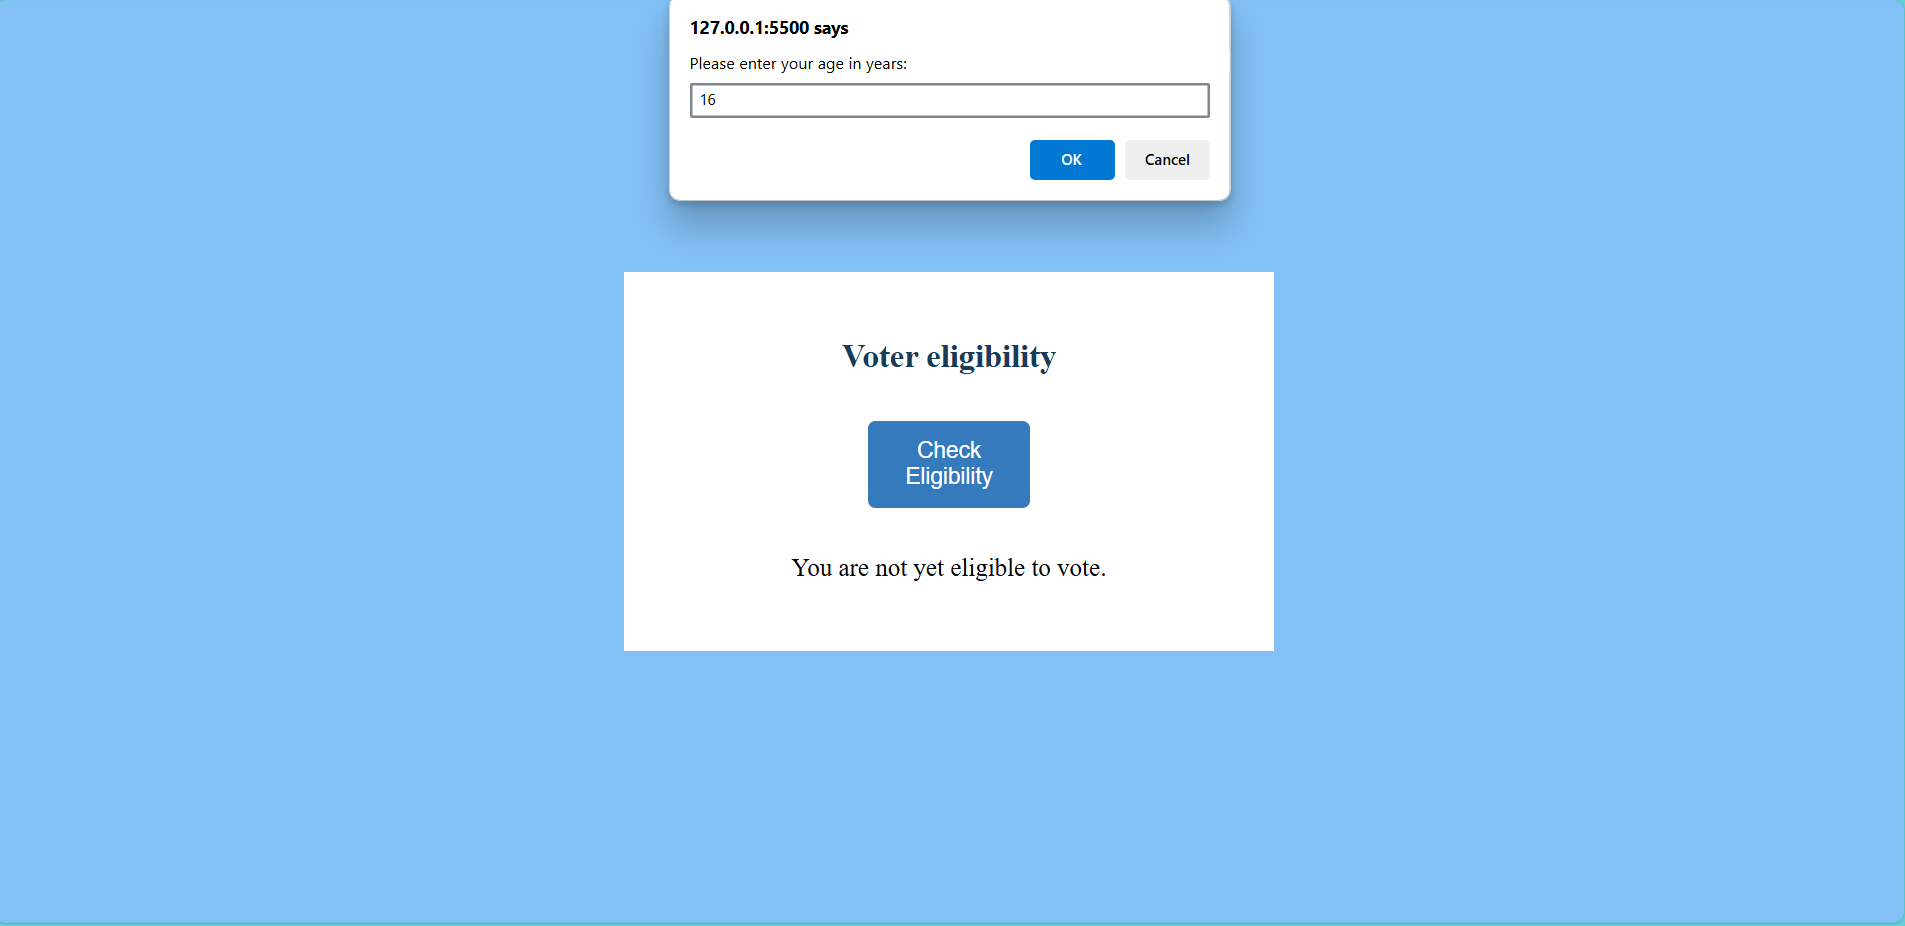 127.0.0.1:5500 says
Please enter your age in years:
16
OK Cancel
Voter eligibility
Check
Eligibility
You are not yet eligible to vote.